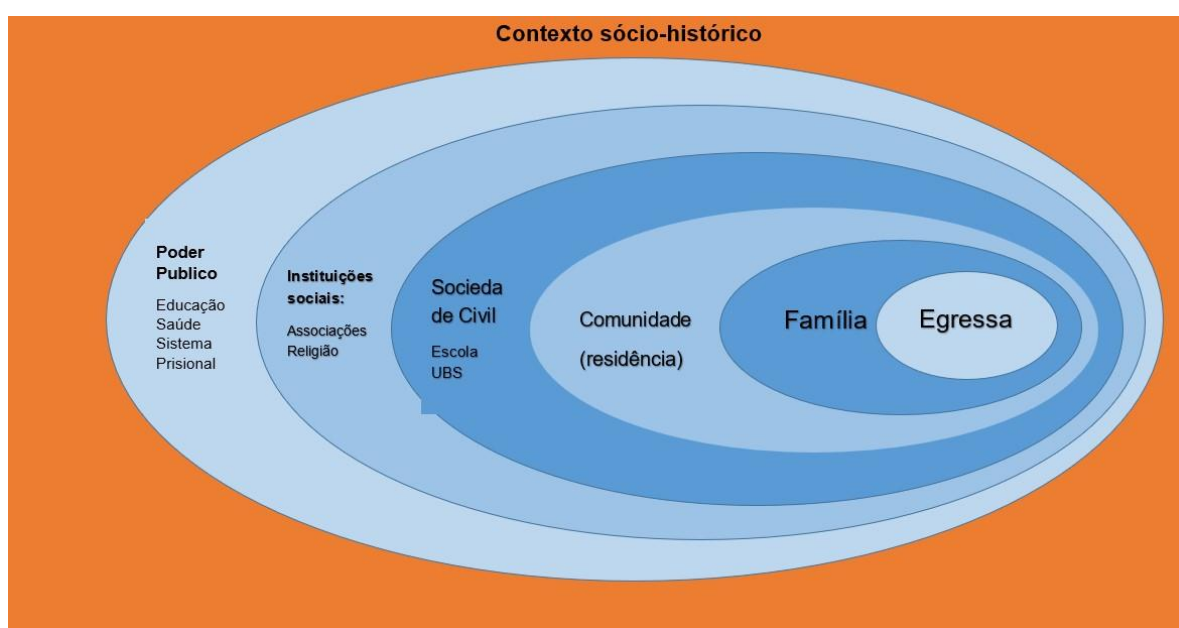 Contexto sócio-histórico
Poder
Publico
Educação
Saúde
Sistema
Prisional
Instituições
sociais:
Associações
Religião
Socieda
de Civil
Escola
UBS
Comunidade
(residência)
Família
Egressa